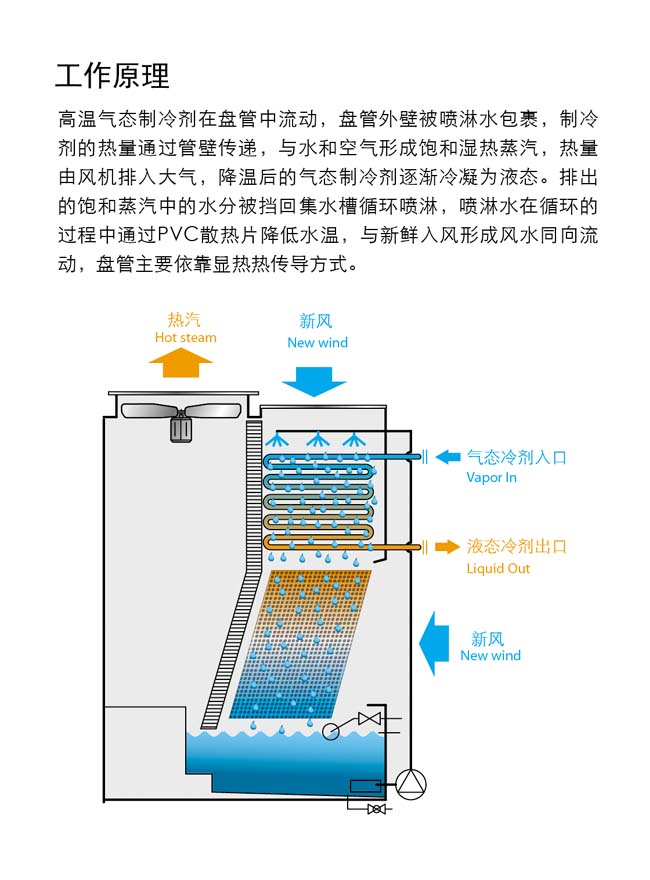 工作原理
高温气态制冷剂在盘管中流动，盘管外壁被喷淋水包裹，制冷
剂的热量通过管壁传递，与水和空气形成饱和湿热蒸汽，热量
由风机排入大气，降温后的气态制冷剂逐渐冷凝为液态。排出
的饱和蒸汽中的水分被挡回集水槽循环喷淋，喷淋水在循环的
过程中通过PVC散热片降低水温，与新鲜入风形成风水同向流
动，盘管主要依靠显热热传导方式。
热汽
Hot steam
新风
New wind
气态冷剂入口
Vapor In
液态冷剂出口
Liquid Out
新风
New wind